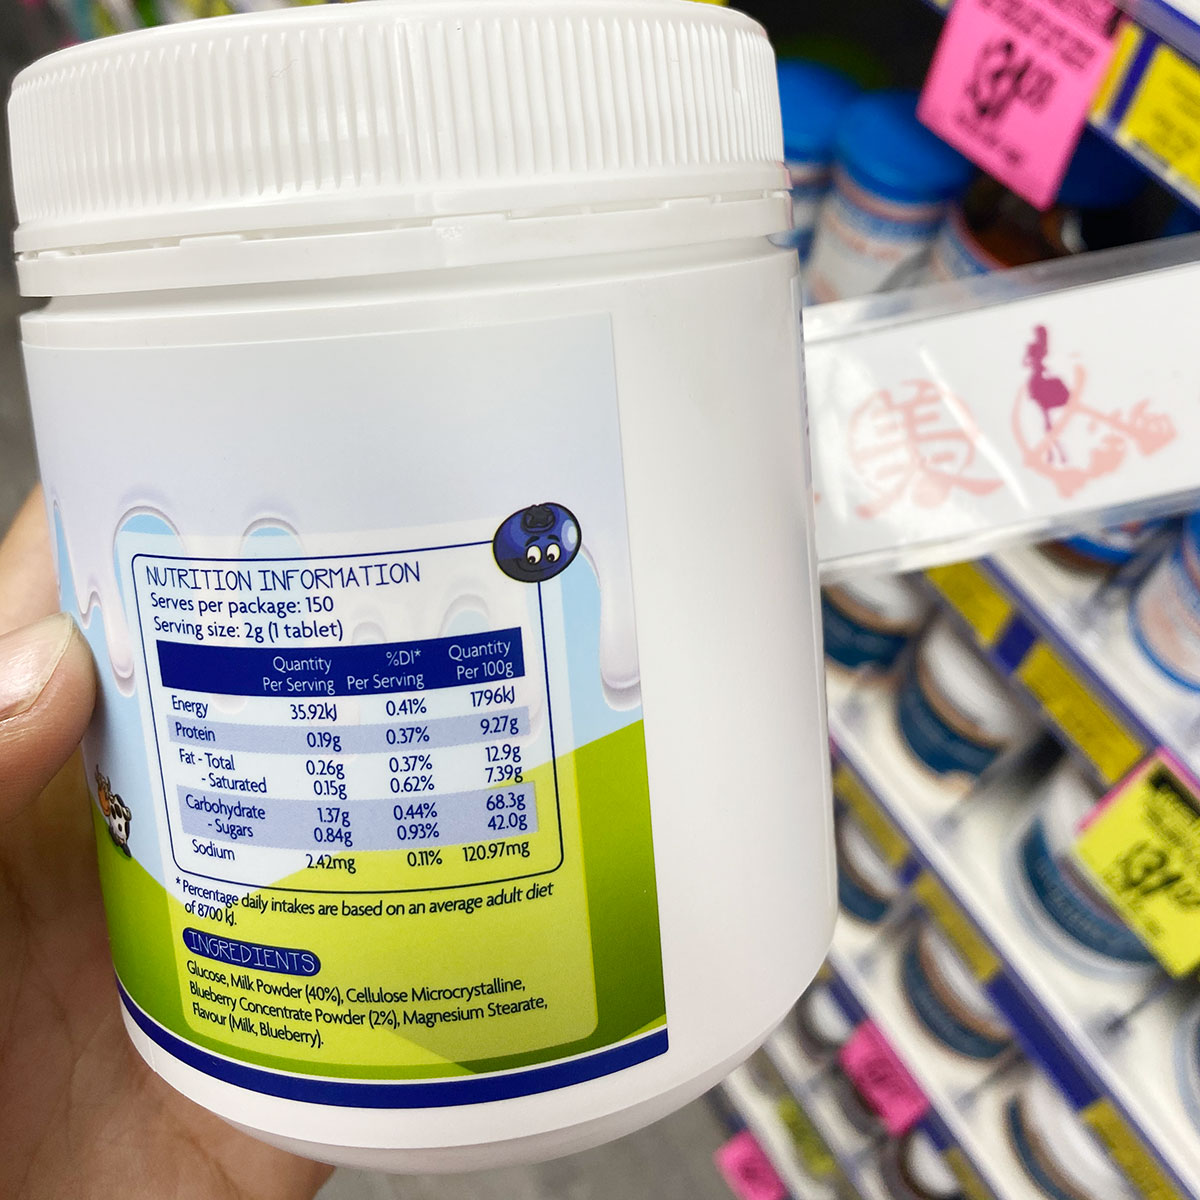 NUTRITION INFORMATION
Serves per package: 150
Serving size: 2g (1 tablet)
Quantity Per Serving %DI* Per Serving Quantity Per 100g
Energy 35.92kJ 0.41% 1796kJ
Protein 0.19g 0.37% 9.27g
Fat - Total 0.26g 0.37% 12.9g
- Saturated 0.15g 0.62% 7.39g
Carbohydrate 1.37g 0.44% 68.3g
- Sugars 0.84g 0.93% 42.0g
Sodium 2.42mg 0.11% 120.97mg
* Percentage daily intakes are based on an average adult diet
of 8700 kJ.
INGREDIENTS
Glucose, Milk Powder (40%), Cellulose Microcrystalline,
Blueberry Concentrate Powder (2%), Magnesium Stearate,
Flavour (Milk, Blueberry).
美